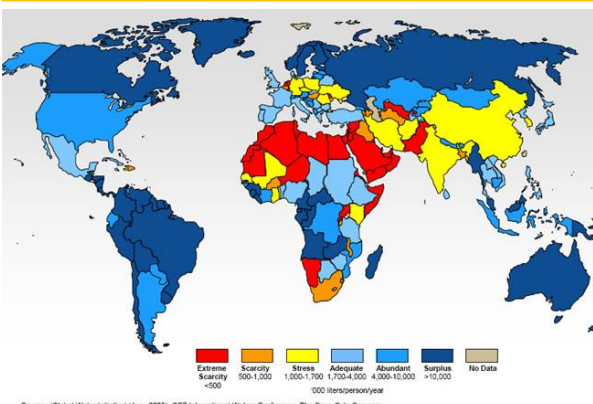 Extreme Scarcity <500
Scarcity 500-1,000
Stress 1,000-1,700
Adequate 1,700-4,000
Abundant 4,000-10,000
Surplus >10,000
No Data
'000 liters/person/year